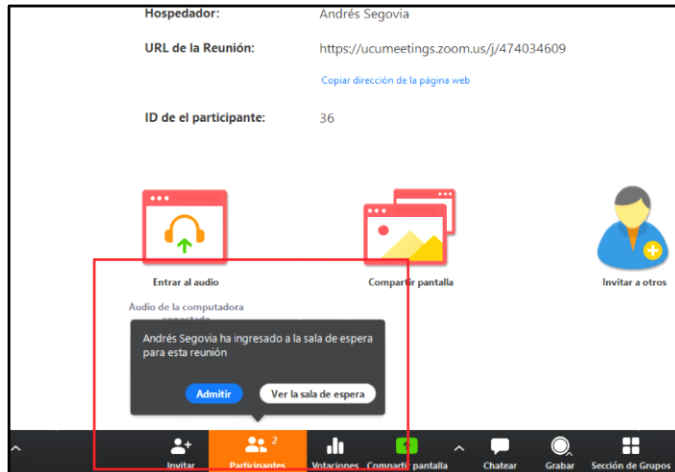 Hospedador: Andrés Segovia
URL de la Reunión: https://ucumeetings.zoom.us/j/474034609
Copiar dirección de la página web
ID de el participante: 36
Entrar al audio
Compartir pantalla
Invitar a otros
Audio de la computadora
conectado
Andrés Segovia ha ingresado a la sala de espera
para esta reunión
Admitir
Ver la sala de espera
2
Invitar
Participantes
Votaciones
Compartir pantalla
Chatear
Grabar
Sección de Grupos